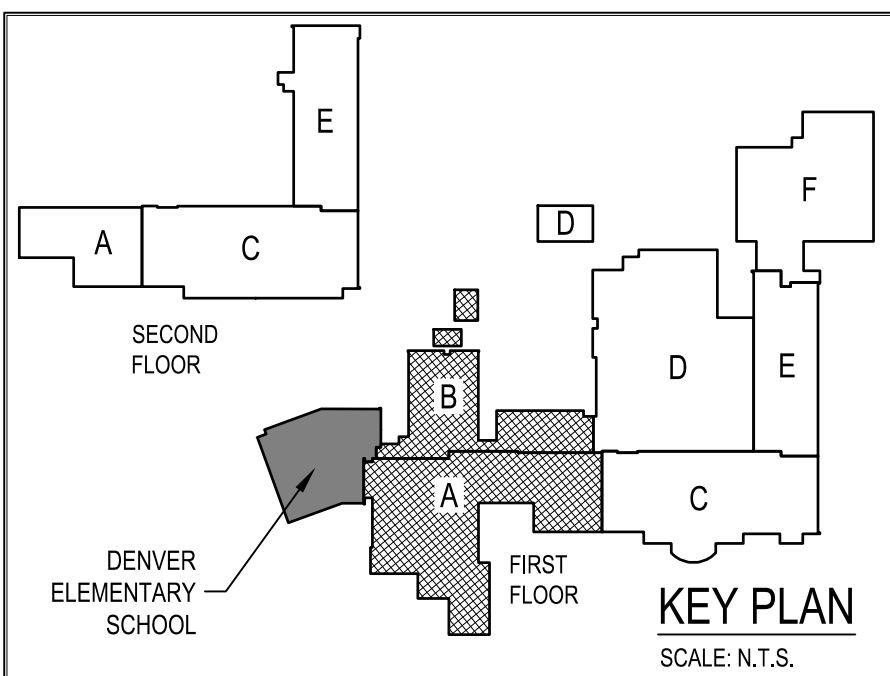 E
A
C
SECOND
FLOOR
F
D
D
E
B
A
C
DENVER
ELEMENTARY
SCHOOL
FIRST
FLOOR
KEY PLAN
SCALE: N.T.S.